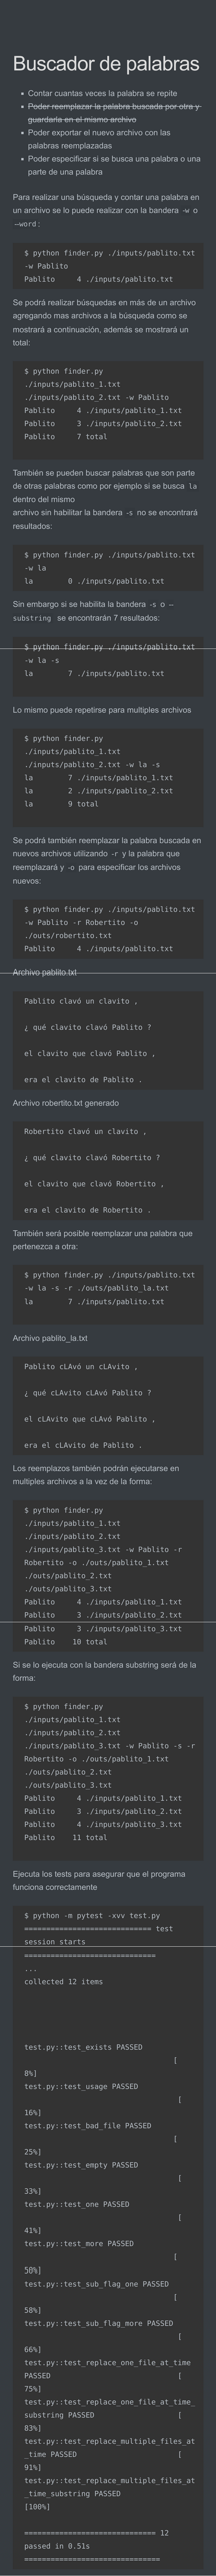 Buscador de palabras
Contar cuantas veces la palabra se repite
Poder reemplazar la palabra buscada por otra y
guardarla en el mismo archivo
Poder exportar el nuevo archivo con las
palabras reemplazadas
Poder especificar si se busca una palabra o una
parte de una palabra
Para realizar una búsqueda y contar una palabra en
un archivo se lo puede realizar con la bandera -w o
--word :
$ python finder.py ./inputs/pablito.txt
-w Pablito
Pablito     4 ./inputs/pablito.txt
Se podrá realizar búsquedas en más de un archivo
agregando mas archivos a la búsqueda como se
mostrará a continuación, además se mostrará un
total:
$ python finder.py
./inputs/pablito_1.txt
./inputs/pablito_2.txt -w Pablito
Pablito     4 ./inputs/pablito_1.txt
Pablito     3 ./inputs/pablito_2.txt
Pablito     7 total
También se pueden buscar palabras que son parte
de otras palabras como por ejemplo si se busca la
dentro del mismo
archivo sin habilitar la bandera -s no se encontrará
resultados:
$ python finder.py ./inputs/pablito.txt
-w la
la        0 ./inputs/pablito.txt
Sin embargo si se habilita la bandera -s o —
substring se encontrarán 7 resultados:
$ python finder.py ./inputs/pablito.txt
-w la -s
la        7 ./inputs/pablito.txt
Lo mismo puede repetirse para multiples archivos
$ python finder.py
./inputs/pablito_1.txt
./inputs/pablito_2.txt -w la -s
la        7 ./inputs/pablito_1.txt
la        2 ./inputs/pablito_2.txt
la        9 total
Se podrá también reemplazar la palabra buscada en
nuevos archivos utilizando -r y la palabra que
reemplazará y -o para especificar los archivos
nuevos:
$ python finder.py ./inputs/pablito.txt
-w Pablito -r Robertito -o
./outs/robertito.txt
Pablito     4 ./inputs/pablito.txt
Archivo pablito.txt
Pablito clavó un clavito ,
¿ qué clavito clavó Pablito ?
el clavito que clavó Pablito ,
era el clavito de Pablito .
Archivo robertito.txt generado
Robertito clavó un clavito ,
¿ qué clavito clavó Robertito ?
el clavito que clavó Robertito ,
era el clavito de Robertito .
También será posible reemplazar una palabra que
pertenezca a otra:
$ python finder.py ./inputs/pablito.txt
-w la -s -r ./outs/pablito_la.txt
la        7 ./inputs/pablito.txt
Archivo pablito_la.txt
Pablito cLAvó un cLAvito ,
¿ qué cLAvito cLAvó Pablito ?
el cLAvito que cLAvó Pablito ,
era el cLAvito de Pablito .
Los reemplazos también podrán ejecutarse en
multiples archivos a la vez de la forma:
$ python finder.py
./inputs/pablito_1.txt
./inputs/pablito_2.txt
./inputs/pablito_3.txt -w Pablito -r
Robertito -o ./outs/pablito_1.txt
./outs/pablito_2.txt
./outs/pablito_3.txt
Pablito     4 ./inputs/pablito_1.txt
Pablito     3 ./inputs/pablito_2.txt
Pablito     3 ./inputs/pablito_3.txt
Pablito    10 total
Si se lo ejecuta con la bandera substring será de la
forma:
$ python finder.py
./inputs/pablito_1.txt
./inputs/pablito_2.txt
./inputs/pablito_3.txt -w Pablito -s -r
Robertito -o ./outs/pablito_1.txt
./outs/pablito_2.txt
./outs/pablito_3.txt
Pablito     4 ./inputs/pablito_1.txt
Pablito     3 ./inputs/pablito_2.txt
Pablito     4 ./inputs/pablito_3.txt
Pablito    11 total
Ejecuta los tests para asegurar que el programa
funciona correctamente
$ python -m pytest -xvv test.py
============================= test
session starts
==============================
...
collected 12 items
test.py::test_exists PASSED
[
8%]
test.py::test_usage PASSED
[
16%]
test.py::test_bad_file PASSED
[
25%]
test.py::test_empty PASSED
[
33%]
test.py::test_one PASSED
[
41%]
test.py::test_more PASSED
[
50%]
test.py::test_sub_flag_one PASSED
[
58%]
test.py::test_sub_flag_more PASSED
[
66%]
test.py::test_replace_one_file_at_time
PASSED [
75%]
test.py::test_replace_one_file_at_time_
substring PASSED [
83%]
test.py::test_replace_multiple_files_at
_time PASSED [
91%]
test.py::test_replace_multiple_files_at
_time_substring PASSED
[100%]
============================== 12
passed in 0.51s
===============================